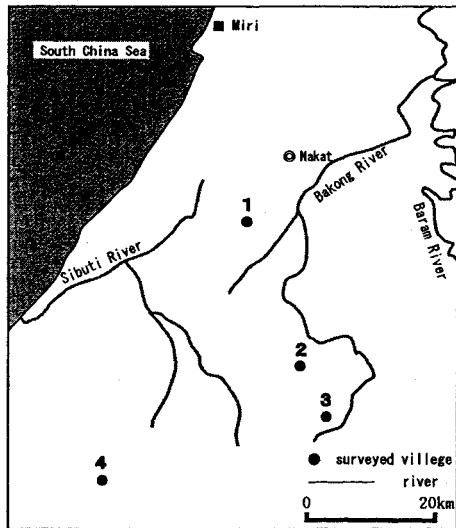 Miri
South China Sea
Nakat
Bakong River
1
Baram River
Sibuti River
2
3
4
surveyed villege
river
0 20km